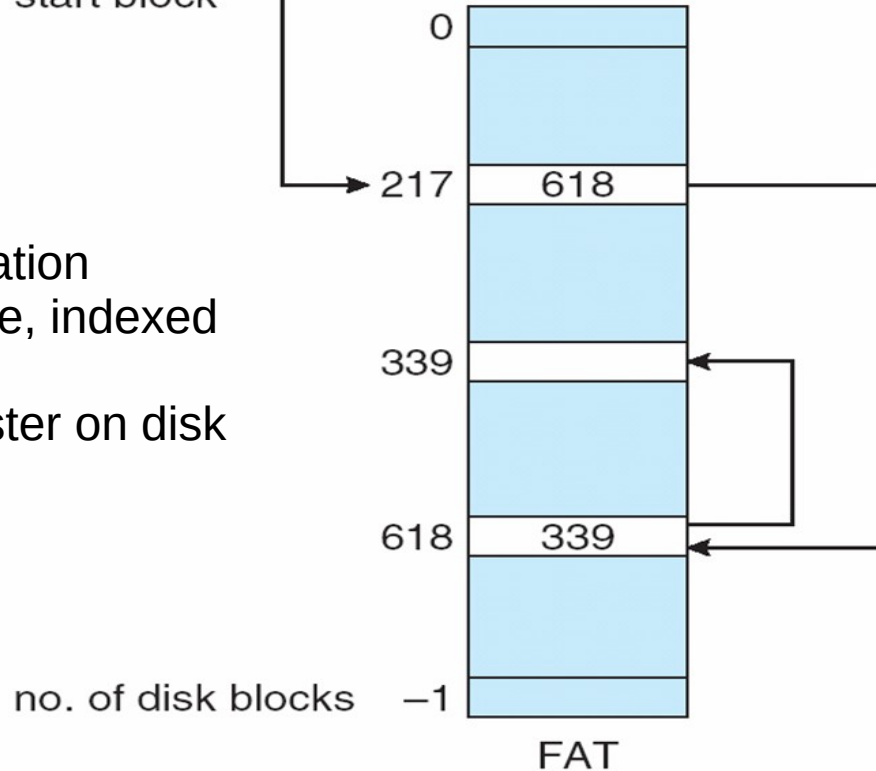 start block
0
217 618
ation
e, indexed
339
ster on disk
618 339
no. of disk blocks –1
FAT